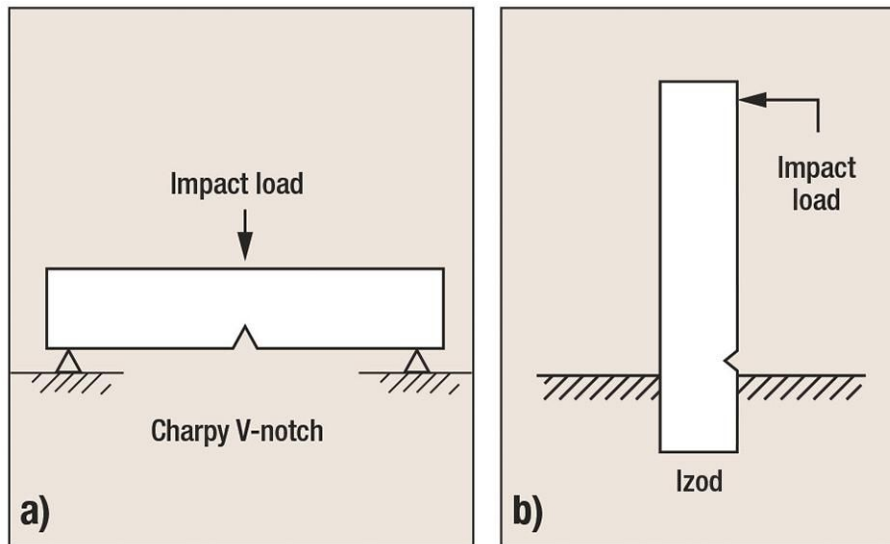 Impact load
Charpy V-notch
a)
Impact
load
Izod
b)